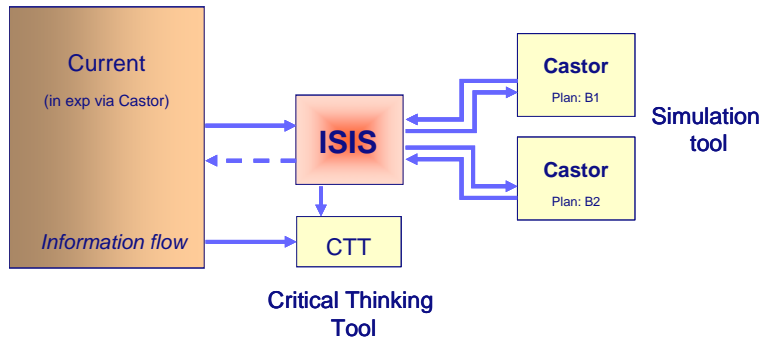 Current
(in exp via Castor)
Information flow
ISIS
CTT
Critical Thinking
Tool
Castor
Plan: B1
Castor
Plan: B2
Simulation
tool